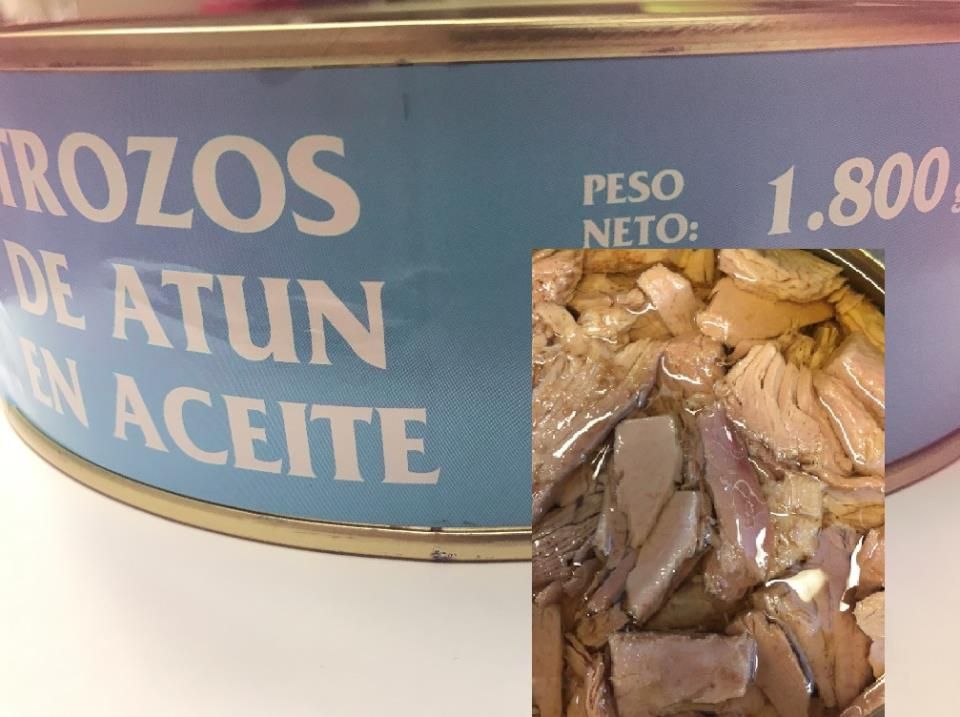 TROZOS
DE ATUN
EN ACEITE
PESO
NETO:
1.800 g